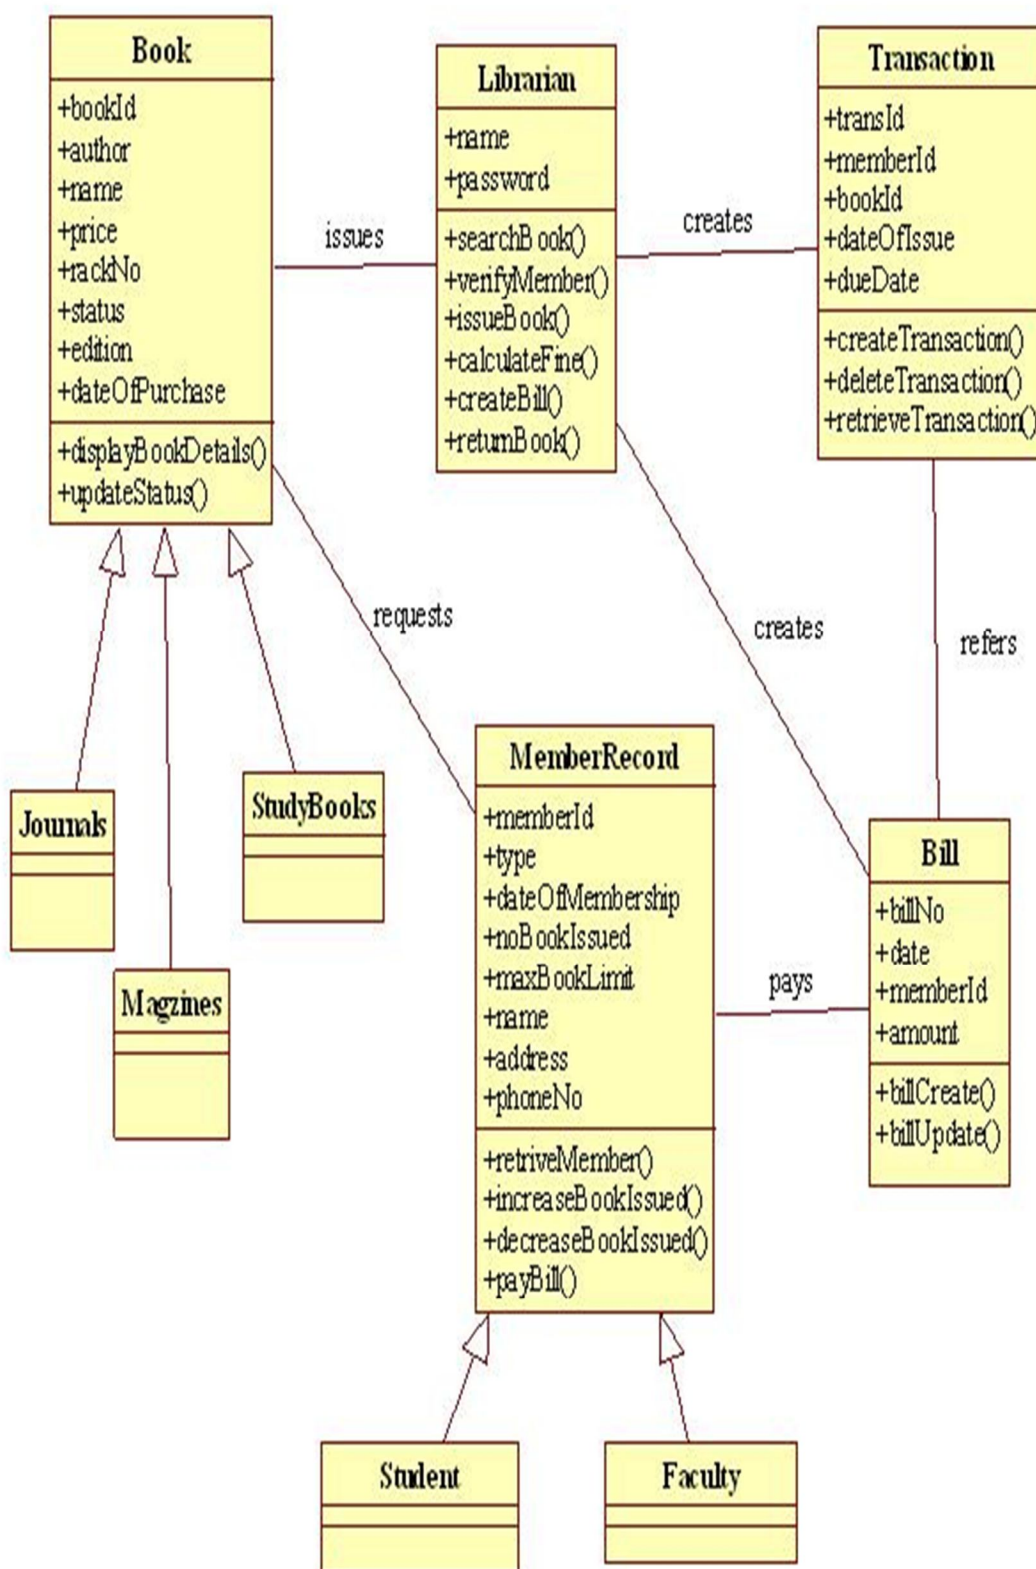 Book
+bookId
+author
+name
+price
+rackNo
+status
+edition
+dateOfPurchase
+displayBookDetails()
+updateStatus()
issues
Librarian
+name
+password
+searchBook()
+verifyMember()
+issueBook()
+calculateFine()
+createBill()
+returnBook()
creates
Transaction
+transId
+memberId
+bookId
+dateOfIssue
+dueDate
+createTransaction()
+deleteTransaction()
+retrieveTransaction()
requests
creates
refers
Journals
Magzines
StudyBooks
MemberRecord
+memberId
+type
+dateOfMembership
+noBookIssued
+maxBookLimit
+name
+address
+phoneNo
+retriveMember()
+increaseBookIssued()
+decreaseBookIssued()
+payBill()
pays
Bill
+billNo
+date
+memberId
+amount
+billCreate()
+billUpdate()
Student
Faculty